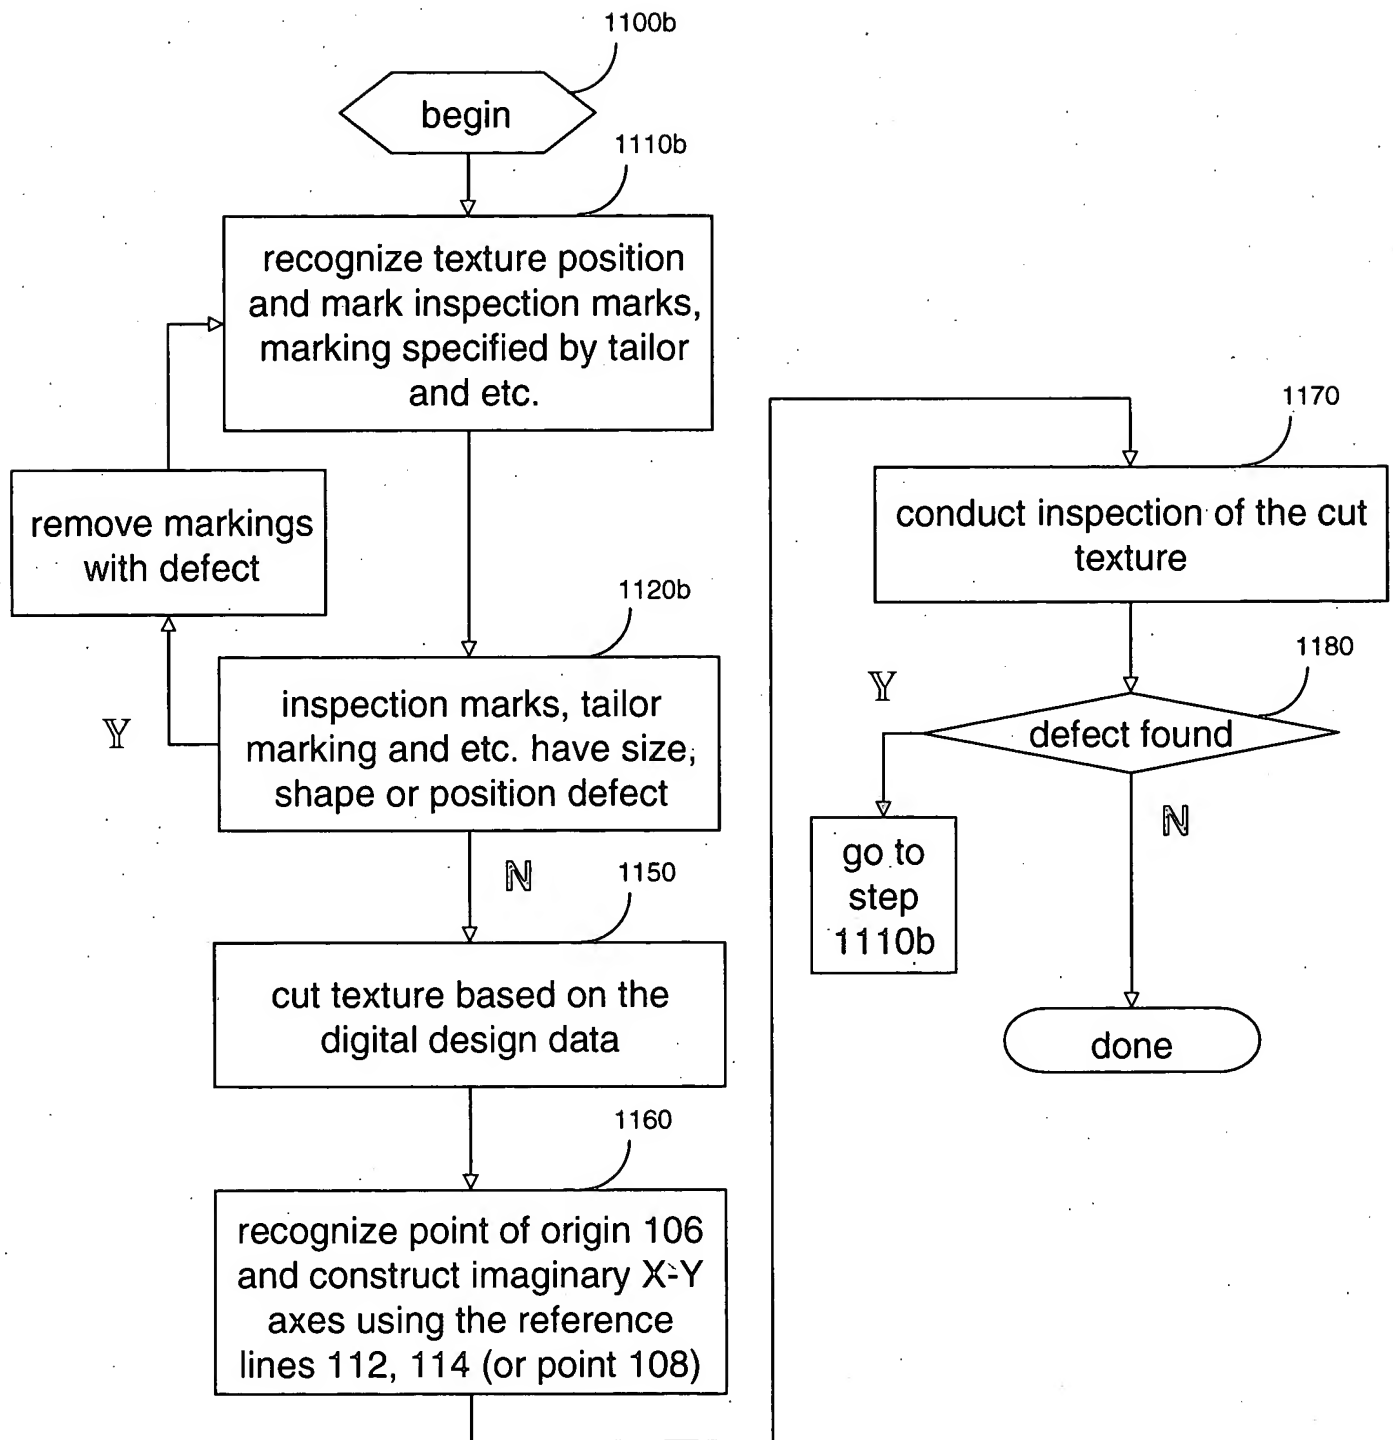 1100b
begin
1110b
recognize texture position
and mark inspection marks,
marking specified by tailor
and etc.
remove markings
with defect
1120b
Y
inspection marks, tailor
marking and etc. have size,
shape or position defect
N
1150
cut texture based on the
digital design data
1160
recognize point of origin 106
and construct imaginary X-Y
axes using the reference
lines 112, 114 (or point 108)
1170
conduct inspection of the cut
texture
1180
Y
defect found
N
go to
step
1110b
done